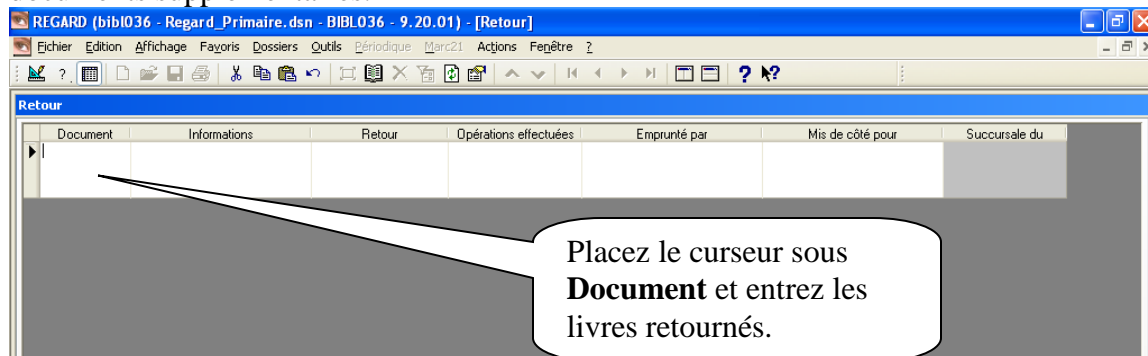 documents supplémentaires.
REGARD (bibl036 - Regard_Primaire.dsn - BIBL036 - 9.20.01) - [Retour]
Fichier Edition Affichage Favoris Dossiers Outils Périodique Marc21 Actions Fenêtre ?
Retour
Document Informations Retour Opérations effectuées Emprunté par Mis de côté pour Succursale du
Placez le curseur sous
Document et entrez les
livres retournés.